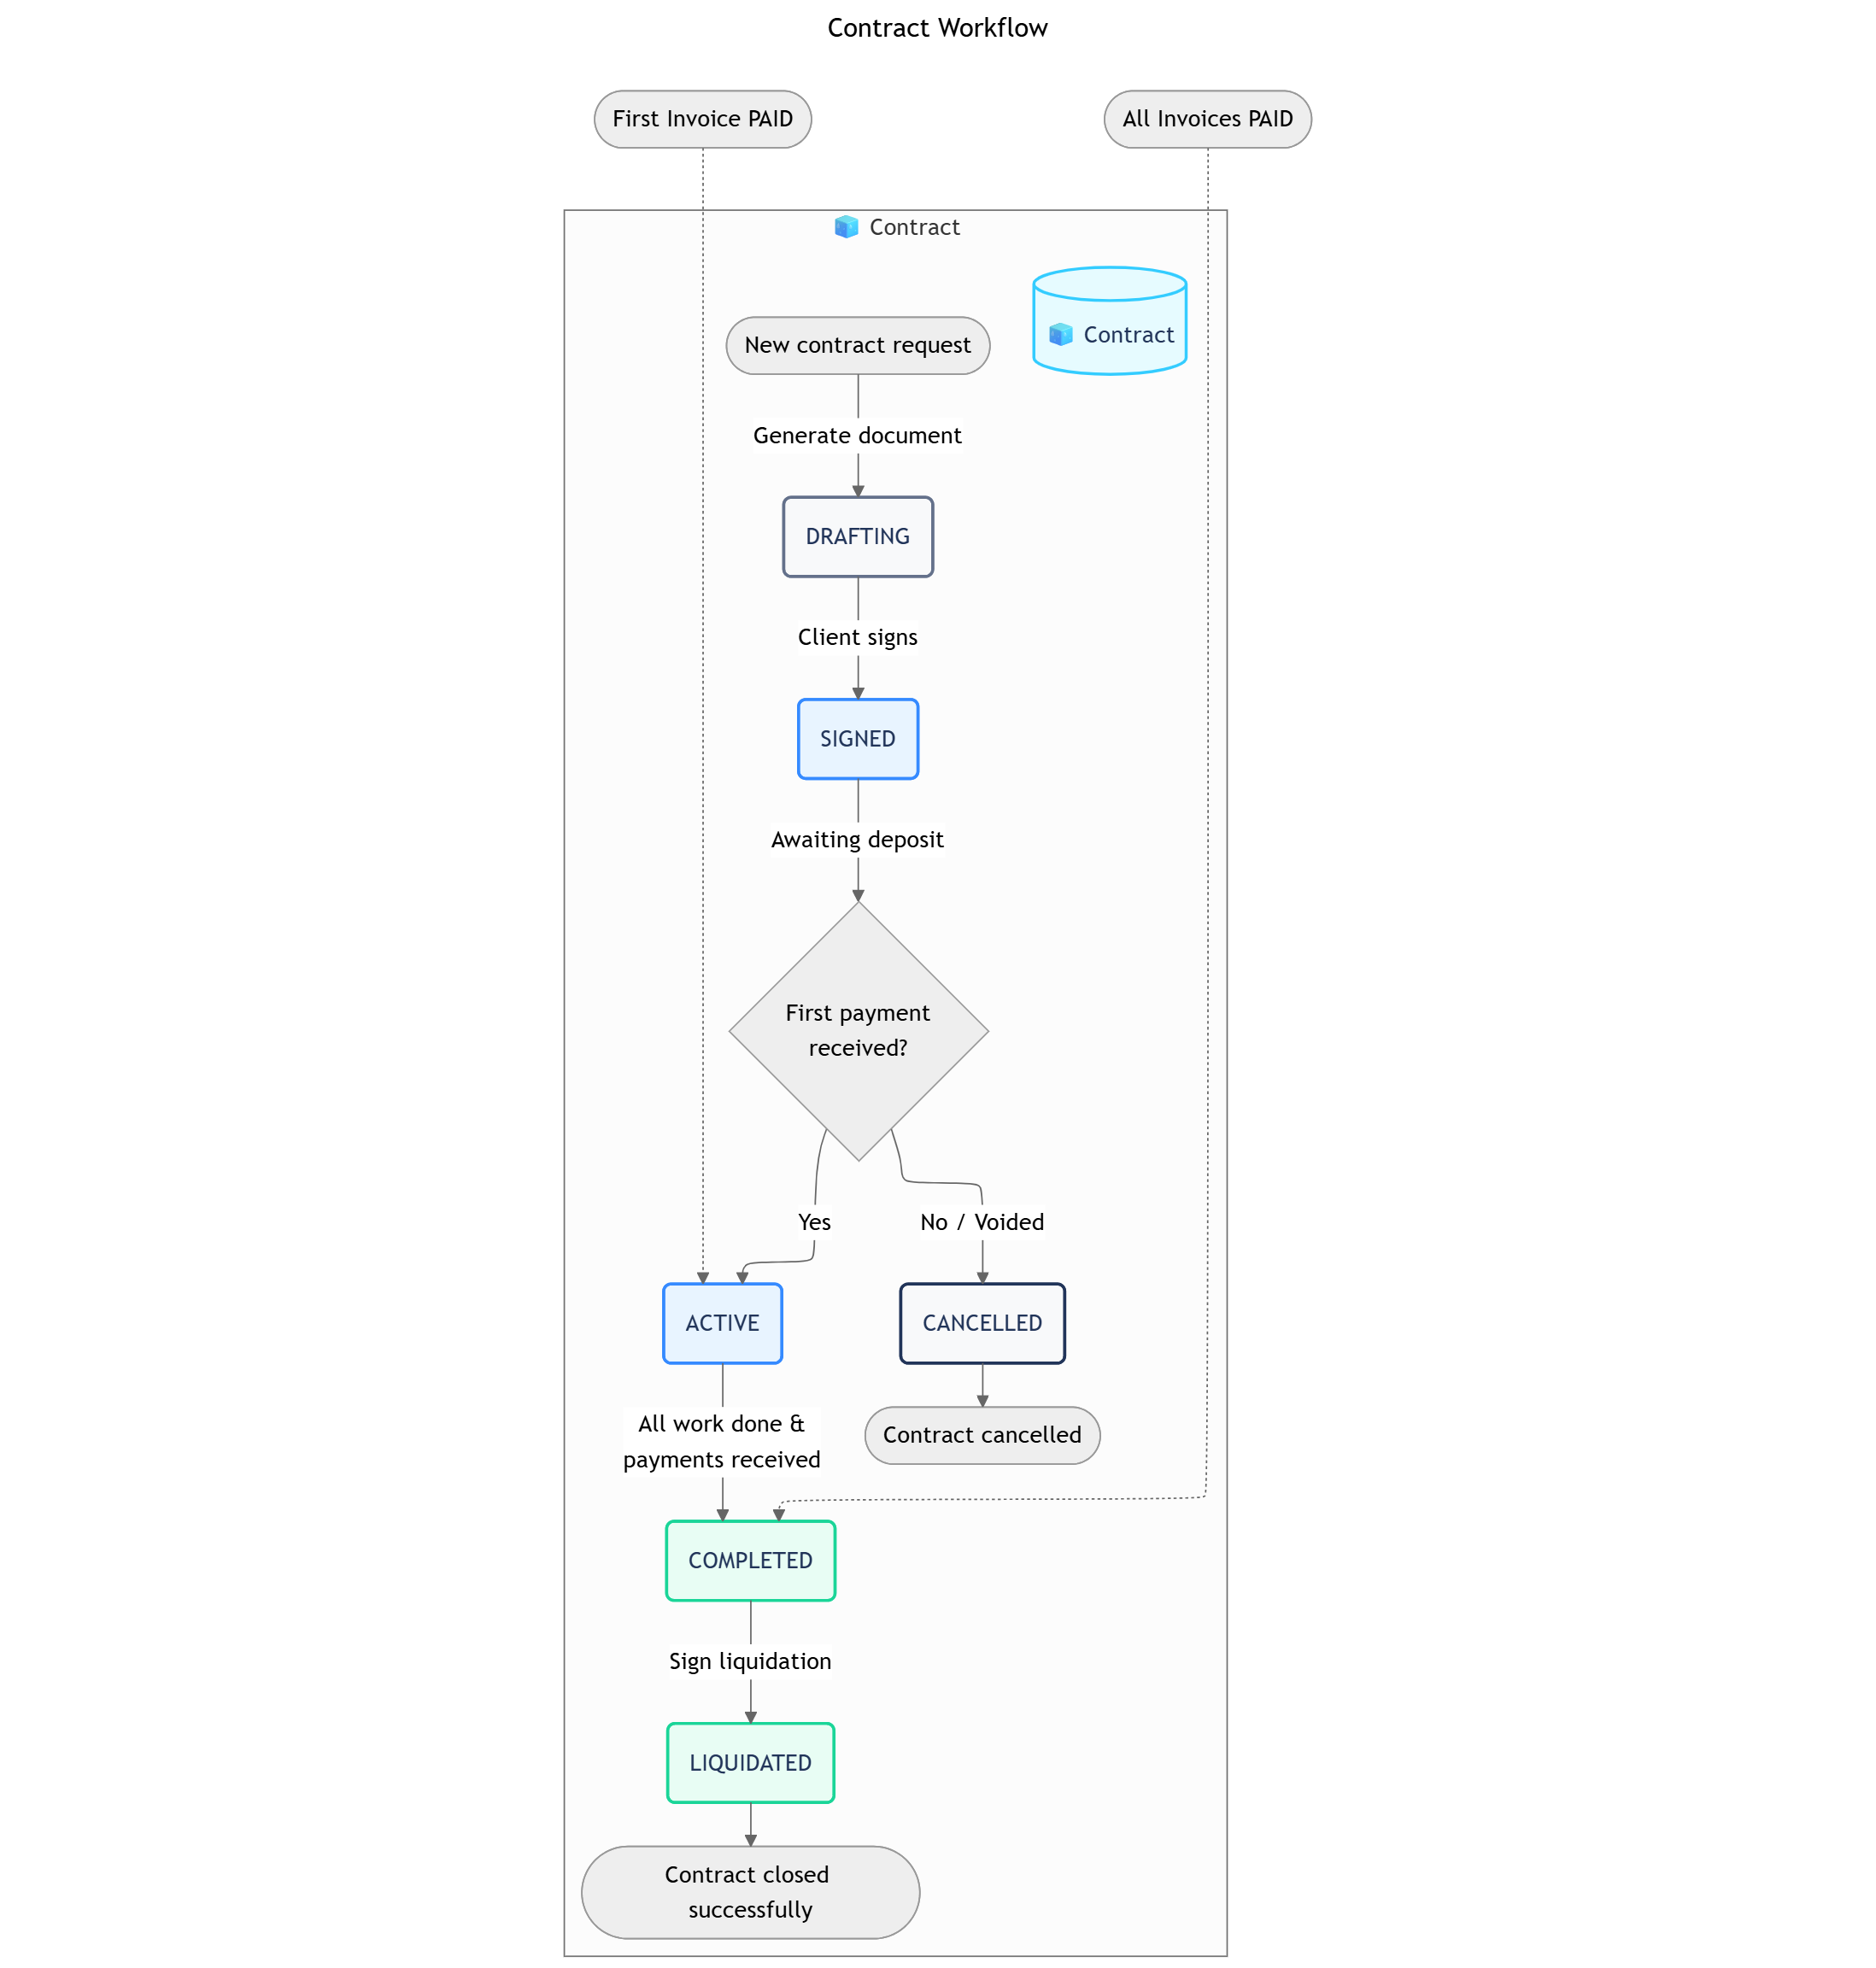 Contract Workflow
First Invoice PAID
All Invoices PAID
Contract
Contract
New contract request
Generate document
DRAFTING
Client signs
SIGNED
Awaiting deposit
First payment
received?
Yes
No / Voided
ACTIVE
CANCELLED
All work done &
payments received
Contract cancelled
COMPLETED
Sign liquidation
LIQUIDATED
Contract closed
successfully